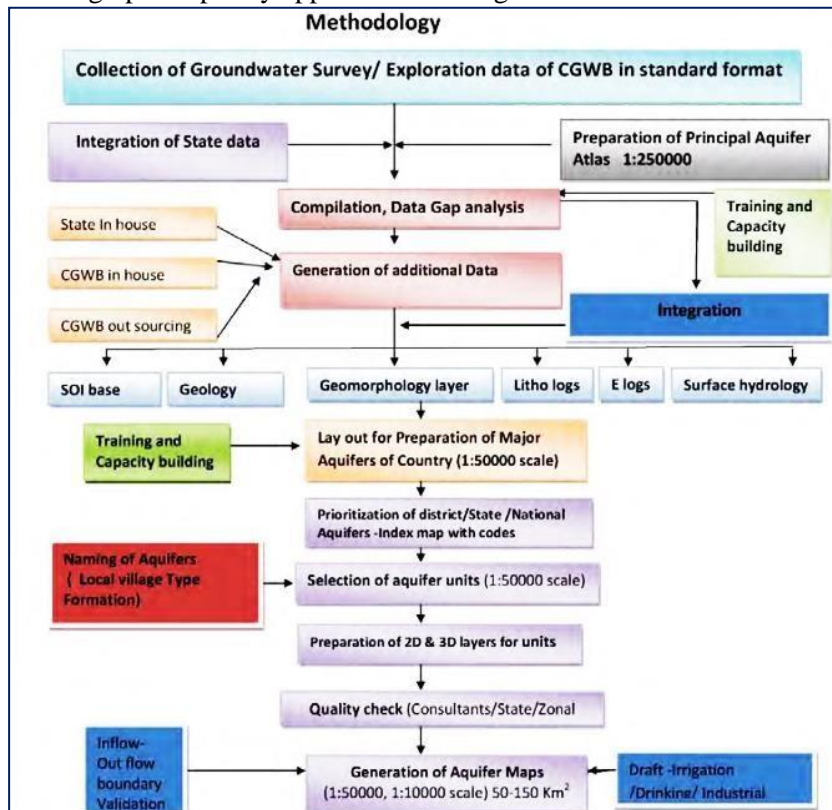 Methodology
Collection of Groundwater Survey/ Exploration data of CGWB in standard format
Integration of State data
Preparation of Principal Aquifer
Atlas 1:250000
Compilation, Data Gap analysis
Training and
Capacity
building
State In house
CGWB in house
CGWB out sourcing
Generation of additional Data
Integration
SOI base
Geology
Geomorphology layer
Litho logs
E logs
Surface hydrology
Training and
Capacity building
Lay out for Preparation of Major
Aquifers of Country (1:50000 scale)
Prioritization of district/State /National
Aquifers -Index map with codes
Naming of Aquifers
( Local village Type
Formation)
Selection of aquifer units (1:50000 scale)
Preparation of 2D & 3D layers for units
Quality check (Consultants/State/Zonal
Inflow-
Out flow
boundary
Validation
Generation of Aquifer Maps
(1:50000, 1:10000 scale) 50-150 Km²
Draft -Irrigation
/Drinking/ Industrial